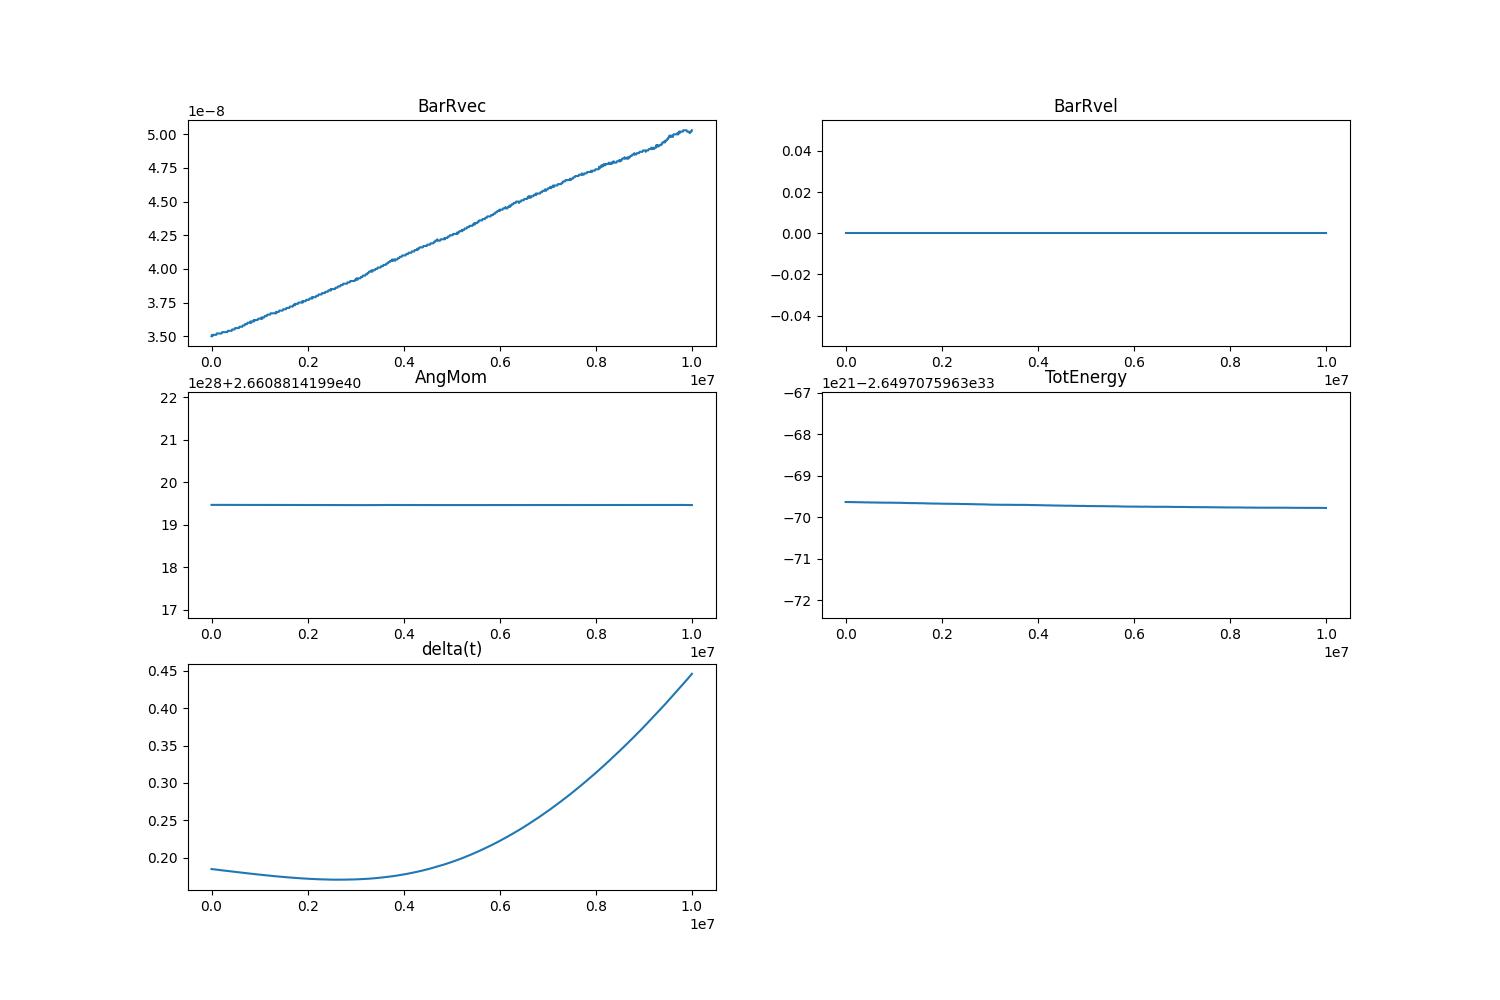 BarRvec
1e−8
5.00
4.75
4.50
4.25
4.00
3.75
3.50
0.0 0.2 0.4 0.6 0.8 1.0
1e7
BarRvel
0.04
0.02
0.00
−0.02
−0.04
0.0 0.2 0.4 0.6 0.8 1.0
1e7
AngMom
1e28+2.6608814199e40
22
21
20
19
18
17
0.0 0.2 0.4 0.6 0.8 1.0
1e7
TotEnergy
1e21−2.6497075963e33
−67
−68
−69
−70
−71
−72
0.0 0.2 0.4 0.6 0.8 1.0
1e7
delta(t)
0.45
0.40
0.35
0.30
0.25
0.20
0.0 0.2 0.4 0.6 0.8 1.0
1e7